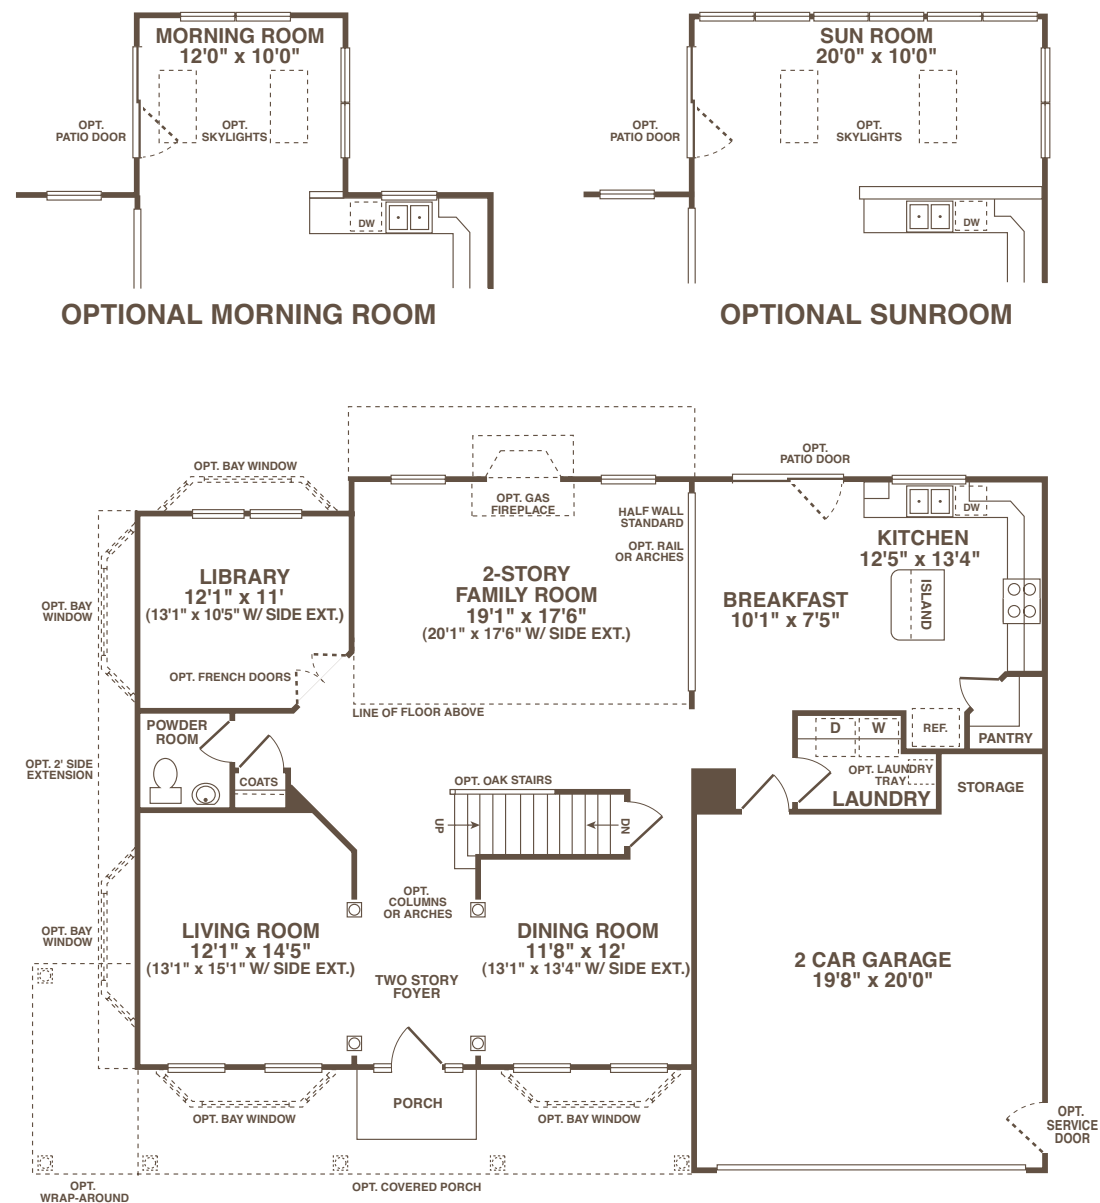 MORNING ROOM
12'0" x 10'0"
OPT.
PATIO DOOR
OPT.
SKYLIGHTS
DW
OPTIONAL MORNING ROOM
SUN ROOM
20'0" x 10'0"
OPT.
PATIO DOOR
OPT.
SKYLIGHTS
DW
OPTIONAL SUNROOM
OPT. BAY WINDOW
OPT.
PATIO DOOR
OPT. GAS
FIREPLACE
HALF WALL
STANDARD
OPT. RAIL
OR ARCHES
DW
KITCHEN
12'5" x 13'4"
ISLAND
LIBRARY
12'1" x 11'
(13'1" x 10'5" W/ SIDE EXT.)
2-STORY
FAMILY ROOM
19'1" x 17'6"
(20'1" x 17'6" W/ SIDE EXT.)
BREAKFAST
10'1" x 7'5"
OPT. BAY
WINDOW
OPT. FRENCH DOORS
LINE OF FLOOR ABOVE
POWDER
ROOM
COATS
D
W
REF.
PANTRY
OPT. 2' SIDE
EXTENSION
OPT. OAK STAIRS
UP
DN
OPT. LAUNDRY
TRAY
LAUNDRY
STORAGE
OPT.
COLUMNS
OR ARCHES
OPT. BAY
WINDOW
LIVING ROOM
12'1" x 14'5"
(13'1" x 15'1" W/ SIDE EXT.)
TWO STORY
FOYER
DINING ROOM
11'8" x 12'
(13'1" x 13'4" W/ SIDE EXT.)
2 CAR GARAGE
19'8" x 20'0"
OPT. BAY WINDOW
PORCH
OPT. BAY WINDOW
OPT.
SERVICE
DOOR
OPT.
WRAP-AROUND
OPT. COVERED PORCH